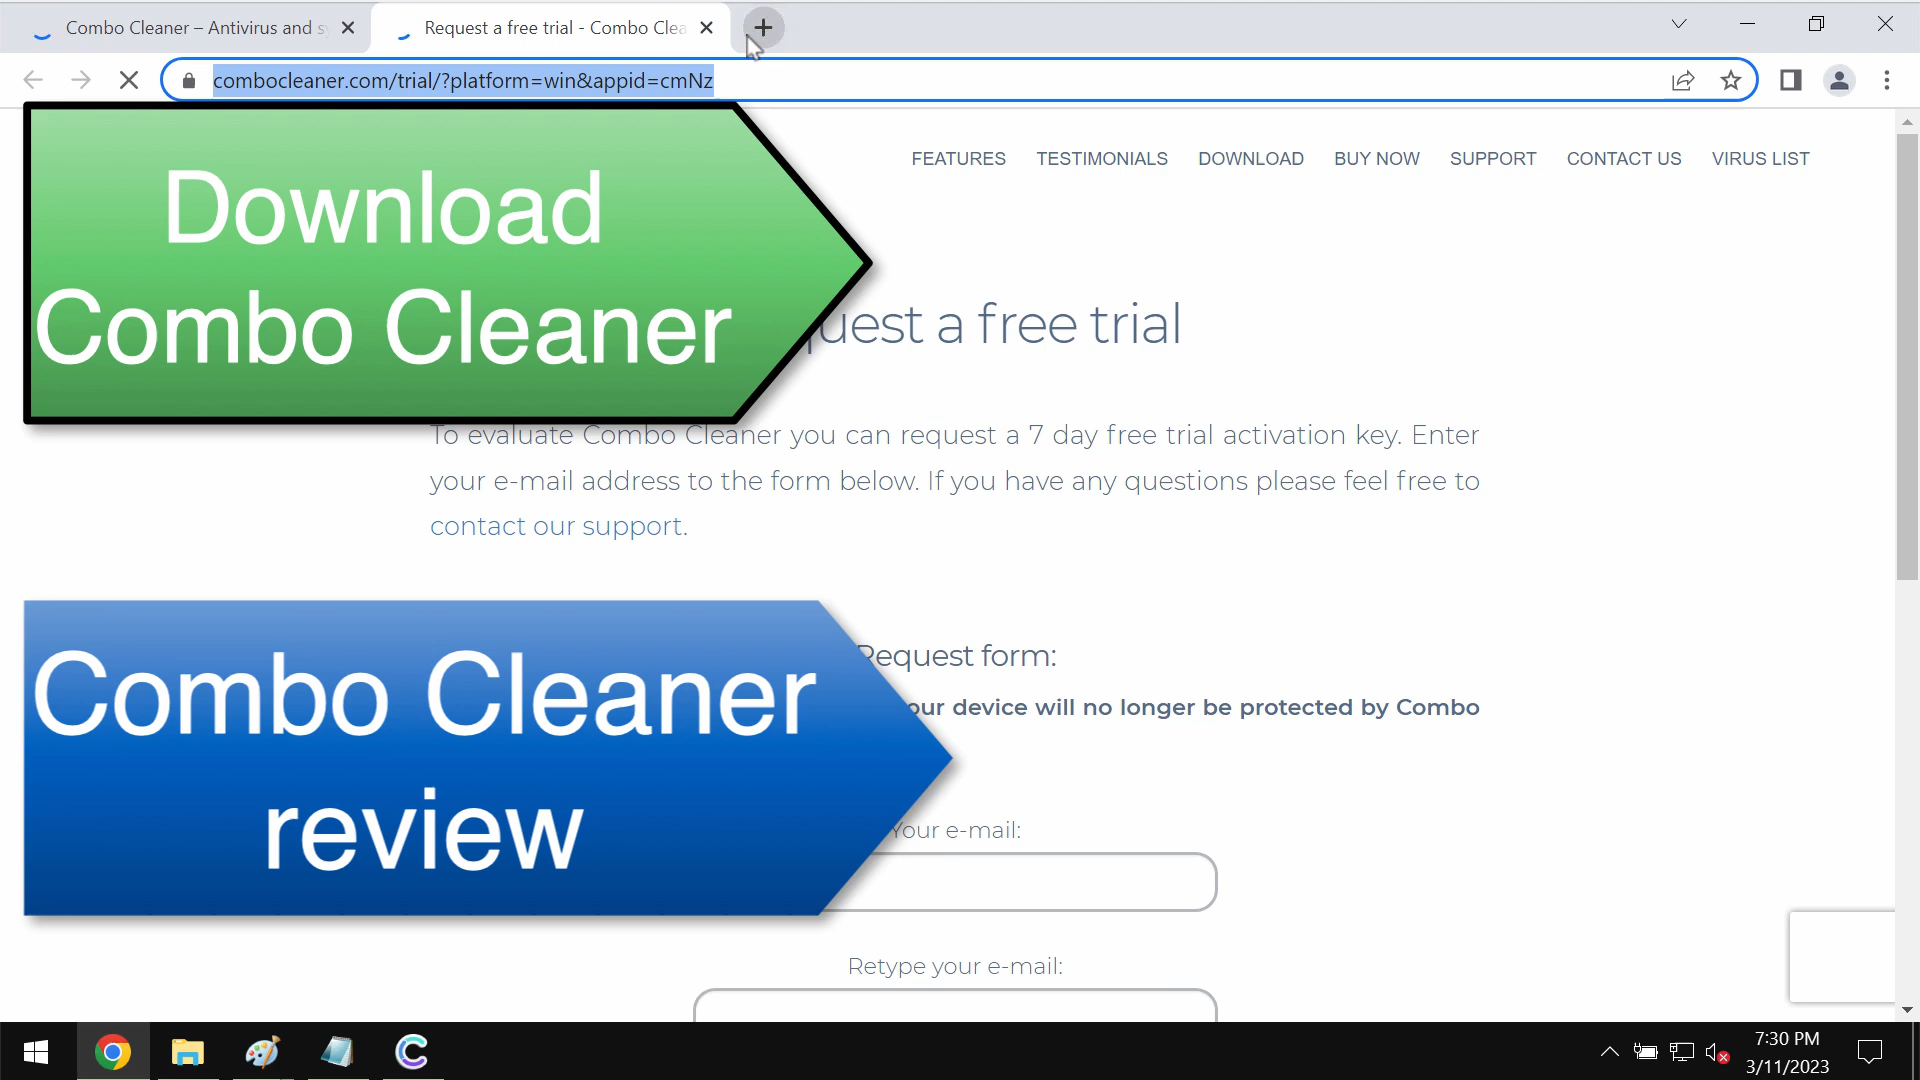 Combo Cleaner – Antivirus and sy
Request a free trial - Combo Clea
combocleaner.com/trial/?platform=win&appid=cmNz
FEATURES TESTIMONIALS DOWNLOAD BUY NOW SUPPORT CONTACT US VIRUS LIST
Download
Combo Cleaner
uest a free trial
To evaluate Combo Cleaner you can request a 7 day free trial activation key. Enter
your e-mail address to the form below. If you have any questions please feel free to
contact our support.
Combo Cleaner
review
Request form:
our device will no longer be protected by Combo
Your e-mail:
Retype your e-mail:
7:30 PM
3/11/2023